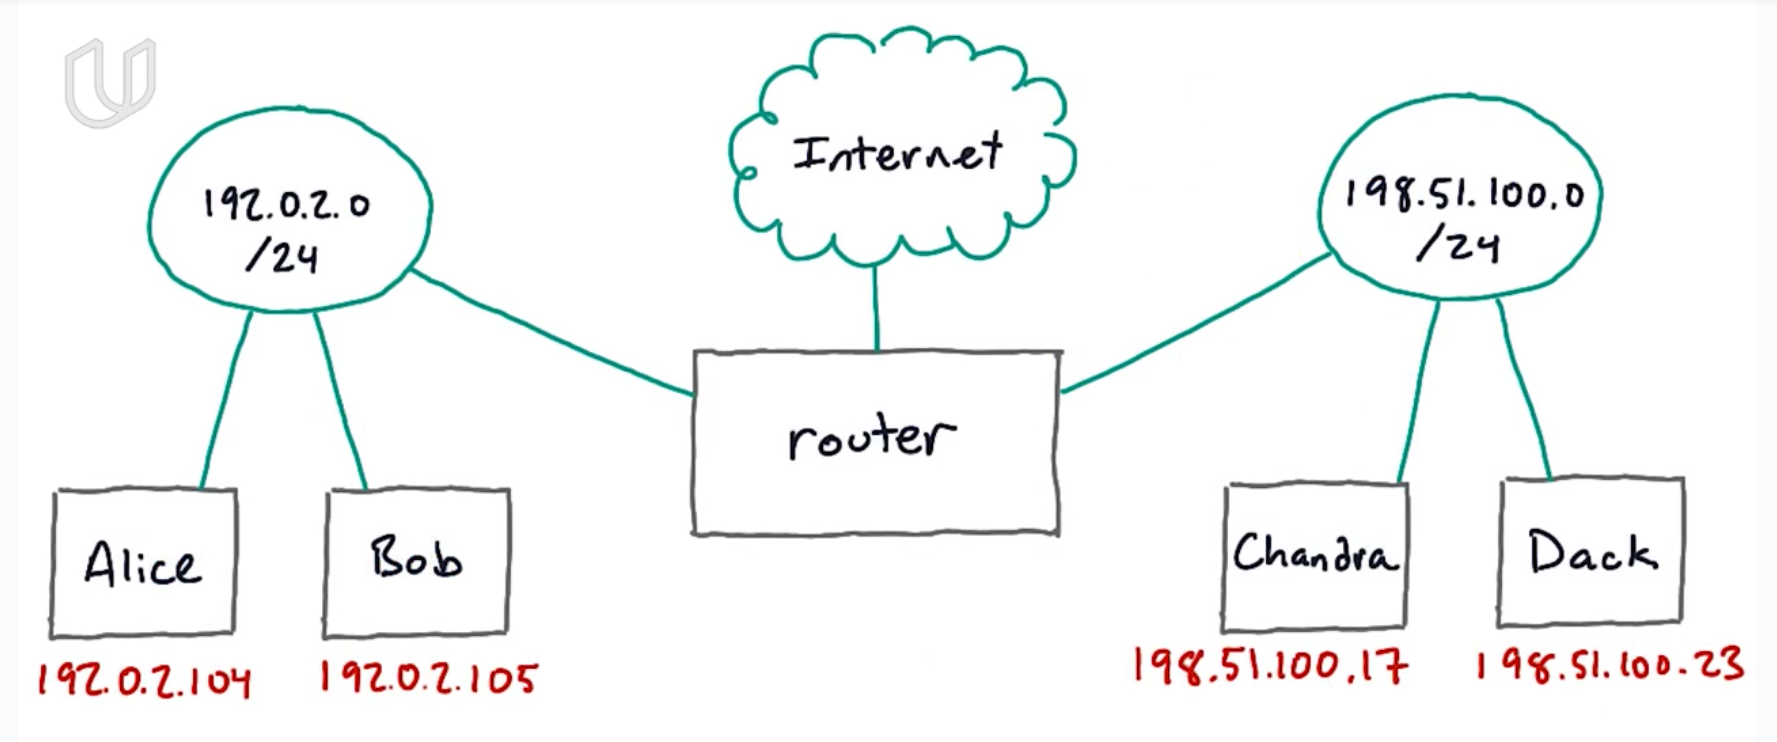 Internet
192.0.2.0
/24
198.51.100.0
/24
router
Alice
Bob
Chandra
Dack
192.0.2.104
192.0.2.105
198.51.100.17
198.51.100.23